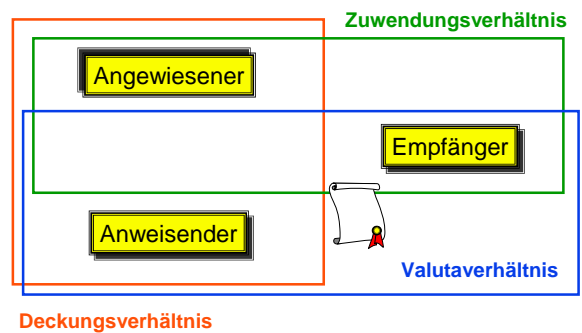 Zuwendungsverhältnis
Angewiesener
Empfänger
Anweisender
Valutaverhältnis
Deckungsverhältnis